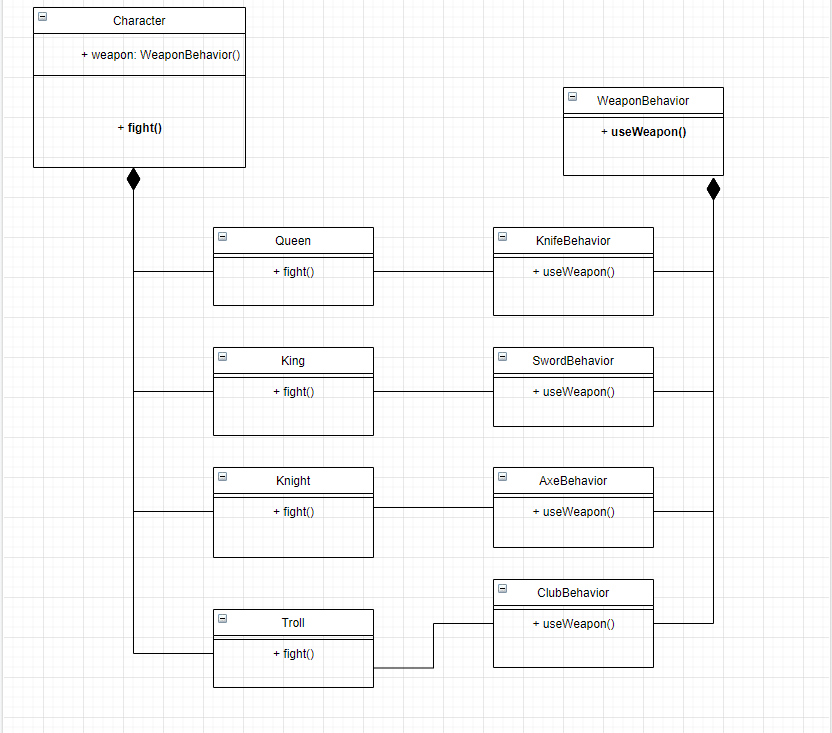 Character
+ weapon: WeaponBehavior()
+ fight()
WeaponBehavior
+ useWeapon()
Queen
+ fight()
KnifeBehavior
+ useWeapon()
King
+ fight()
SwordBehavior
+ useWeapon()
Knight
+ fight()
AxeBehavior
+ useWeapon()
ClubBehavior
+ useWeapon()
Troll
+ fight()